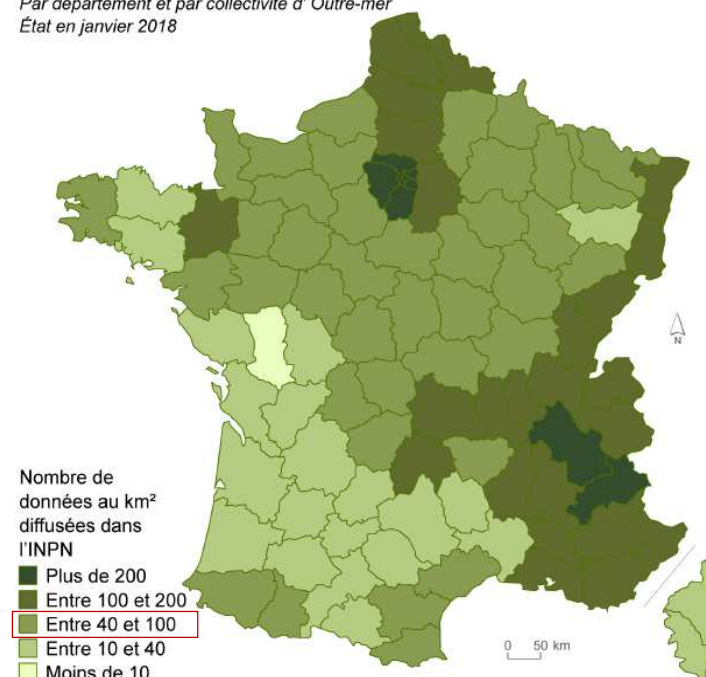 Par département et par collectivité d' Outre-mer
État en janvier 2018
N
Nombre de
données au km²
diffusées dans
l'INPN
Plus de 200
Entre 100 et 200
Entre 40 et 100
Entre 10 et 40
Moins de 10
0 50 km